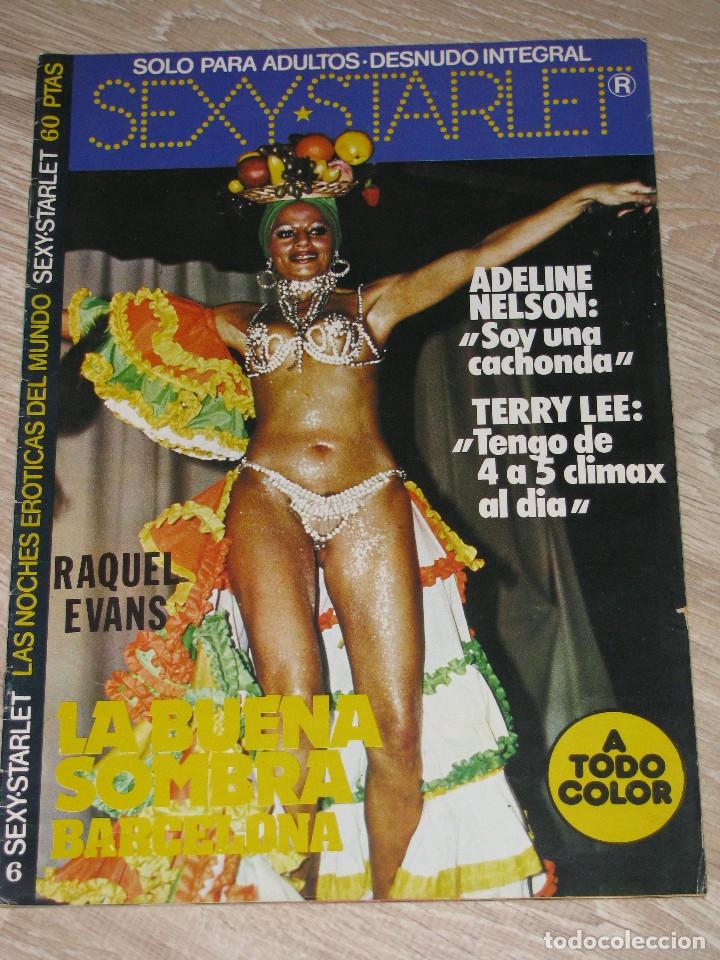 SOLO PARA ADULTOS·DESNUDO INTEGRAL
SEXY★STARLET ®
6 SEXY·STARLET LAS NOCHES EROTICAS DEL MUNDO SEXY·STARLET 60 PTAS
ADELINE
NELSON:
"Soy una
cachonda"
TERRY LEE:
"Tengo de
4 a 5 climax
al dia"
RAQUEL
EVANS
LA BUENA
SOMBRA
BARCELONA
A
TODO
COLOR
todocoleccion
todocoleccion.net